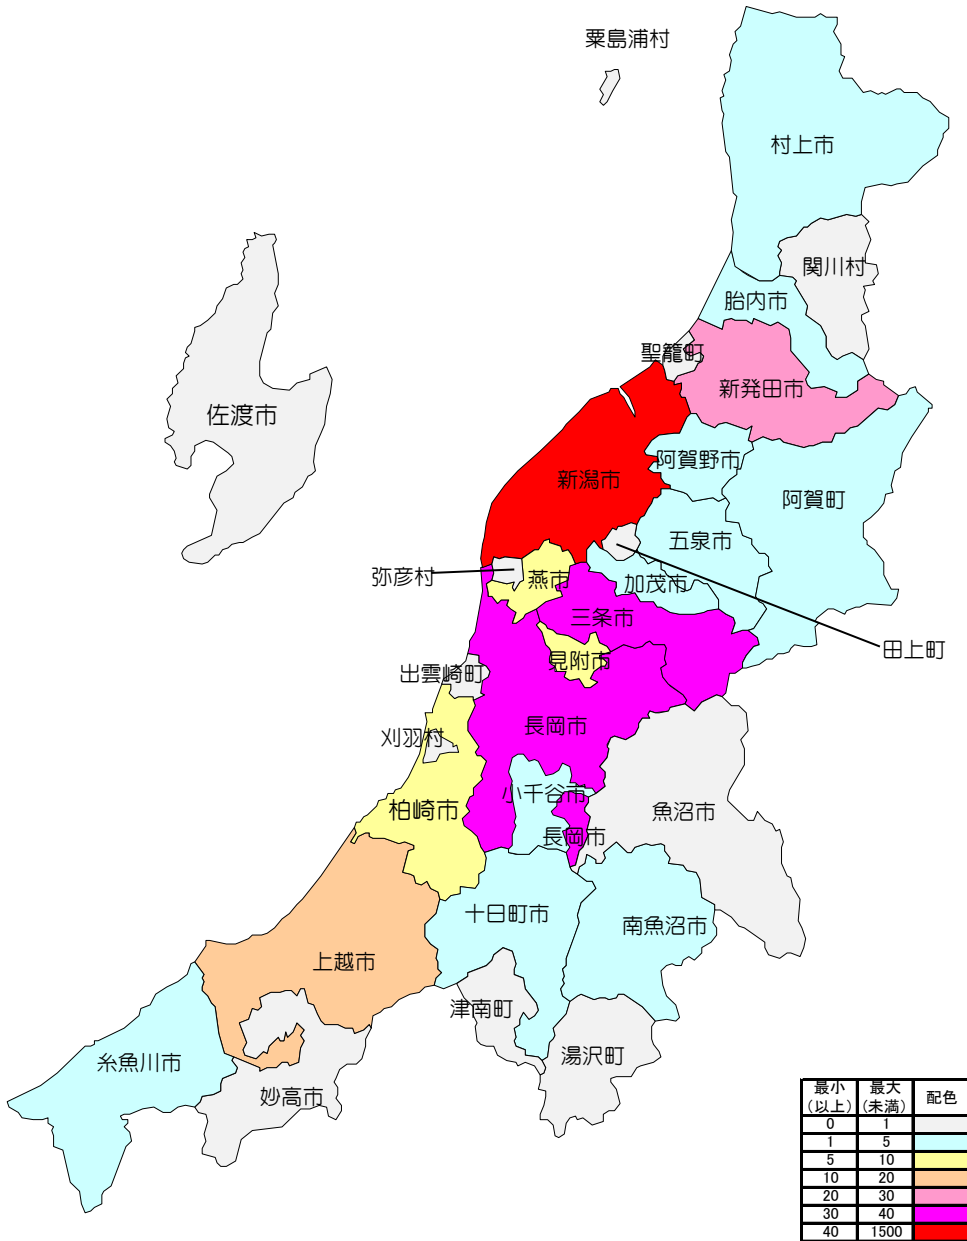 粟島浦村
村上市
関川村
胎内市
聖籠町
新発田市
佐渡市
阿賀野市
新潟市
阿賀町
五泉市
弥彦村
燕市
加茂市
三条市
田上町
見附市
出雲崎町
長岡市
刈羽村
小千谷市
柏崎市
魚沼市
長岡市
十日町市
南魚沼市
上越市
津南町
糸魚川市
湯沢町
妙高市
最小 最大 配色
(以上) (未満)
0 1
1 5
5 10
10 20
20 30
30 40
40 1500